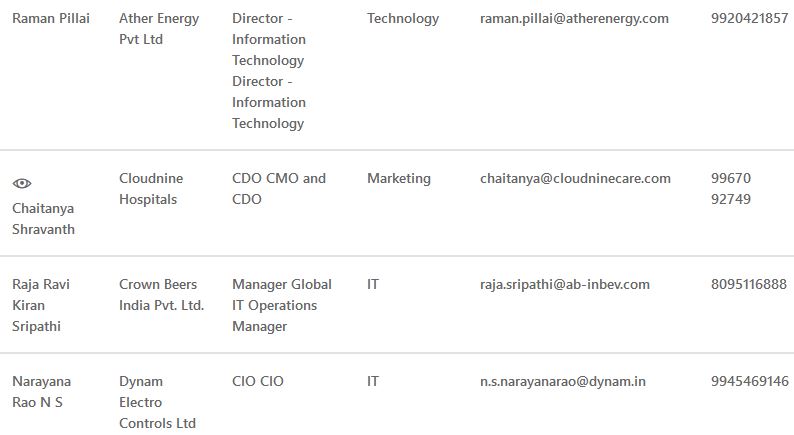 Raman Pillai
Ather Energy
Pvt Ltd
Director -
Information
Technology
Director -
Information
Technology
Technology
raman.pillai@atherenergy.com
9920421857
Chaitanya
Shravanth
Cloudnine
Hospitals
CDO CMO and
CDO
Marketing
chaitanya@cloudninecare.com
99670
92749
Raja Ravi
Kiran
Sripathi
Crown Beers
India Pvt. Ltd.
Manager Global
IT Operations
Manager
IT
raja.sripathi@ab-inbev.com
8095116888
Narayana
Rao N S
Dynam
Electro
Controls Ltd
CIO CIO
IT
n.s.narayanarao@dynam.in
9945469146